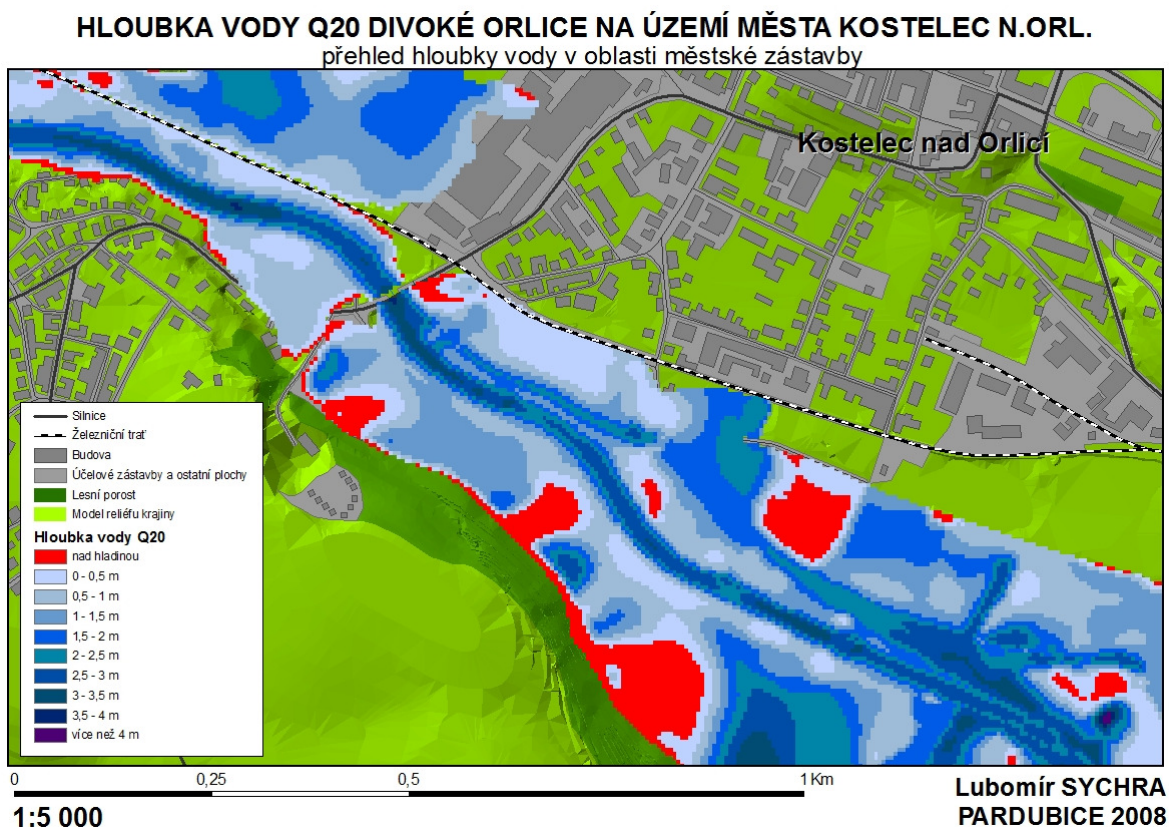 HLOUBKA VODY Q20 DIVOKÉ ORLICE NA ÚZEMÍ MĚSTA KOSTELEC N.ORL.
přehled hloubky vody v oblasti městské zástavby
Kostelec nad Orlicí
Silnice
Železniční trať
Budova
Účelové zástavby a ostatní plochy
Lesní porost
Model reliéfu krajiny
Hloubka vody Q20
nad hladinou
0 - 0,5 m
0,5 - 1 m
1 - 1,5 m
1,5 - 2 m
2 - 2,5 m
2,5 - 3 m
3 - 3,5 m
3,5 - 4 m
více než 4 m
0 0,25 0,5 1 Km
1:5 000
Lubomír SYCHRA
PARDUBICE 2008